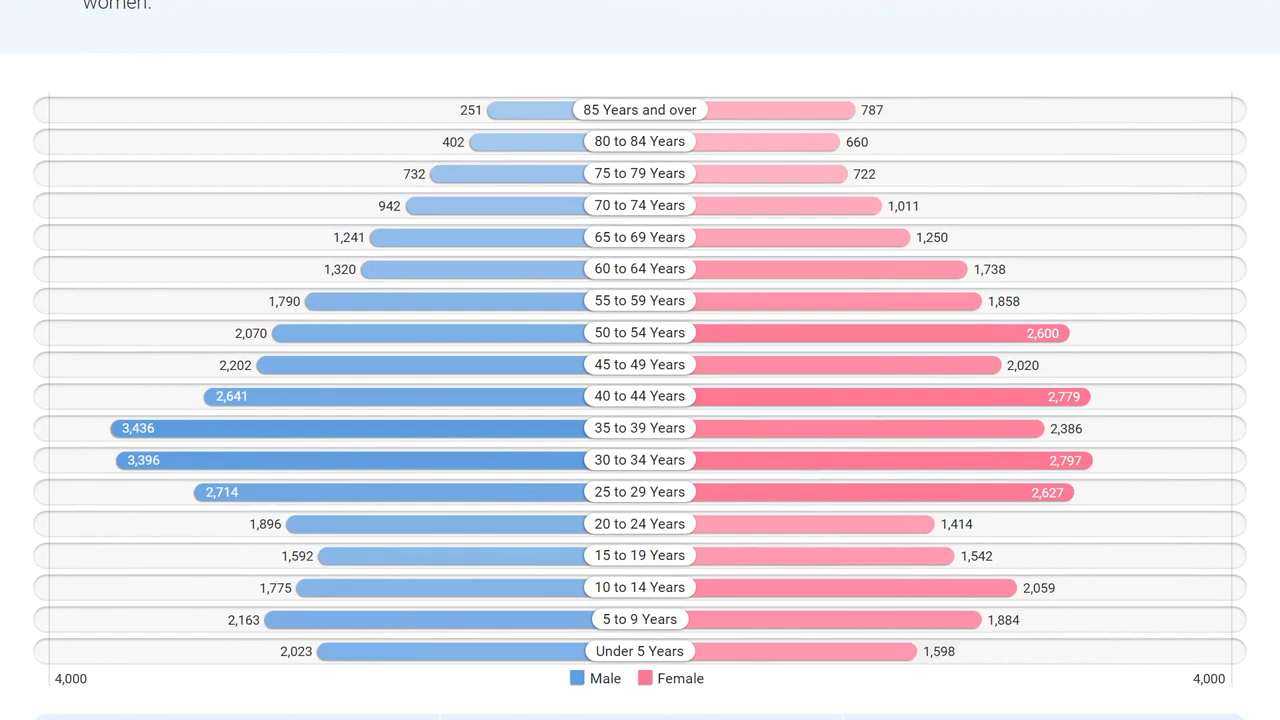 women.
251 85 Years and over 787
402 80 to 84 Years 660
732 75 to 79 Years 722
942 70 to 74 Years 1,011
1,241 65 to 69 Years 1,250
1,320 60 to 64 Years 1,738
1,790 55 to 59 Years 1,858
2,070 50 to 54 Years 2,600
2,202 45 to 49 Years 2,020
2,641 40 to 44 Years 2,779
3,436 35 to 39 Years 2,386
3,396 30 to 34 Years 2,797
2,714 25 to 29 Years 2,627
1,896 20 to 24 Years 1,414
1,592 15 to 19 Years 1,542
1,775 10 to 14 Years 2,059
2,163 5 to 9 Years 1,884
2,023 Under 5 Years 1,598
4,000 Male Female 4,000